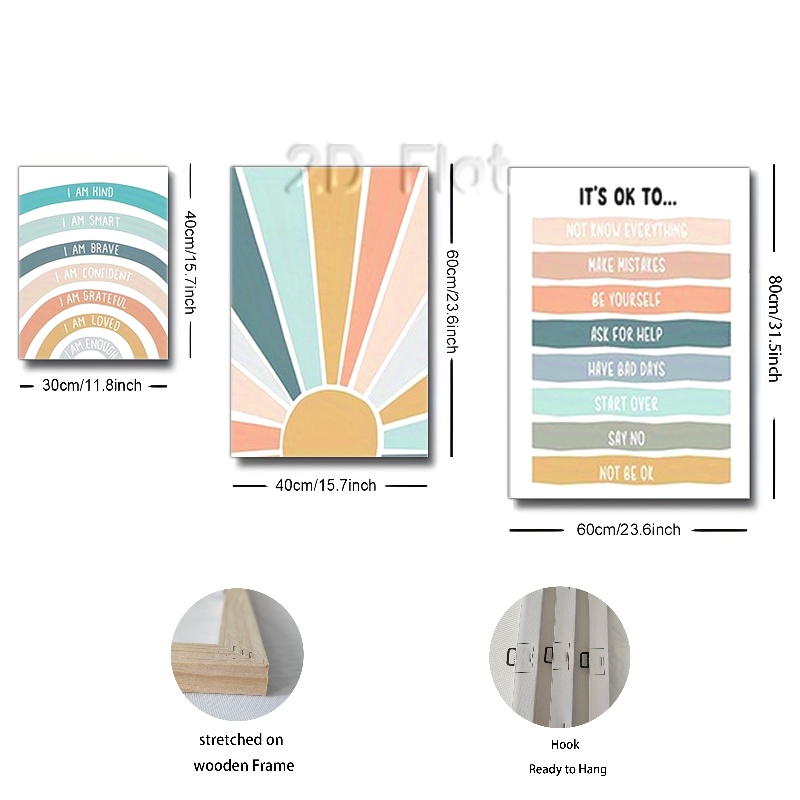 2D Flat
I AM KIND
I AM SMART
I AM BRAVE
I AM CONFIDENT
I AM GRATEFUL
I AM LOVED
I AM ENOUGH
40cm/15.7inch
30cm/11.8inch
60cm/23.6inch
40cm/15.7inch
IT'S OK TO...
NOT KNOW EVERYTHING
MAKE MISTAKES
BE YOURSELF
ASK FOR HELP
HAVE BAD DAYS
START OVER
SAY NO
NOT BE OK
80cm/31.5inch
60cm/23.6inch
stretched on
wooden Frame
Hook
Ready to Hang